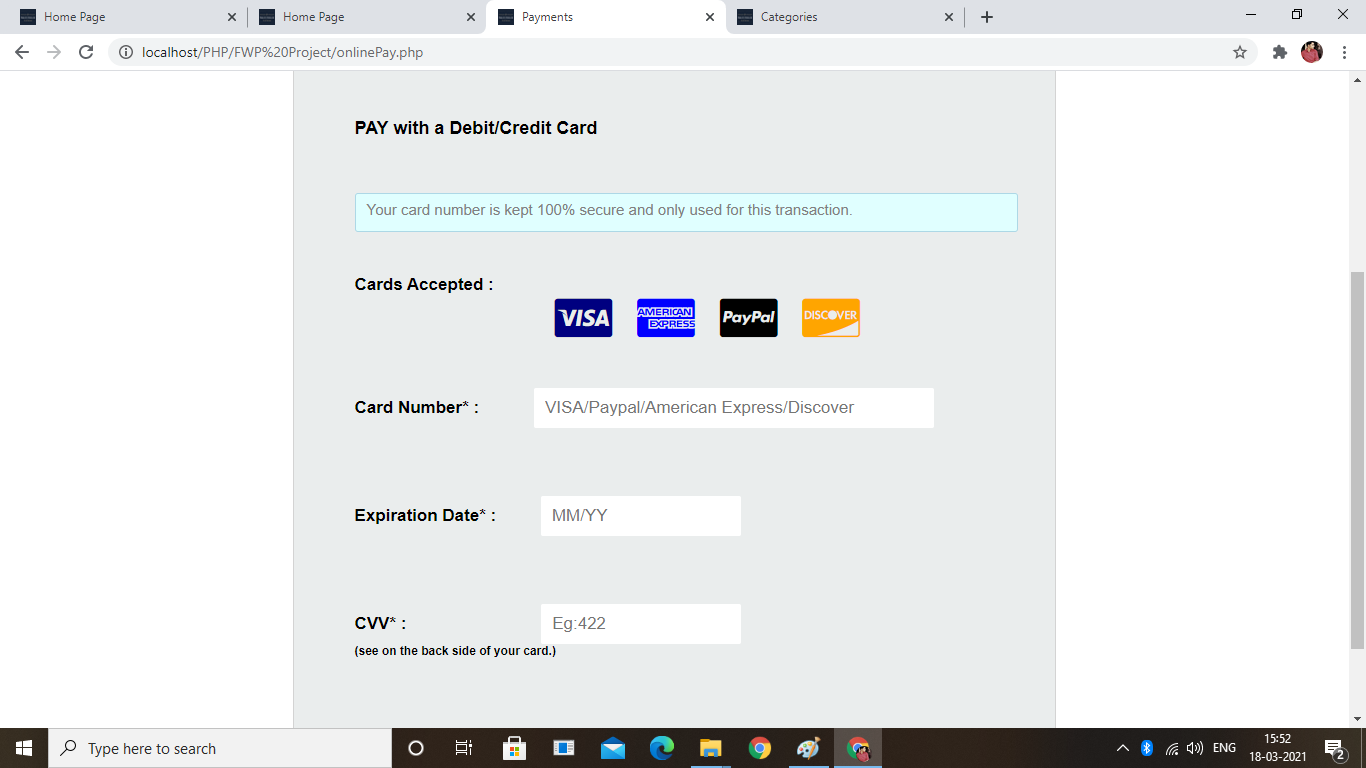 Home Page
Home Page
Payments
Categories
localhost/PHP/FWP%20Project/onlinePay.php
PAY with a Debit/Credit Card
Your card number is kept 100% secure and only used for this transaction.
Cards Accepted :
VISA
AMERICAN EXPRESS
PayPal
DISCOVER
Card Number* :
VISA/Paypal/American Express/Discover
Expiration Date* :
MM/YY
CVV* :
Eg:422
(see on the back side of your card.)
Type here to search
ENG
15:52
18-03-2021
2